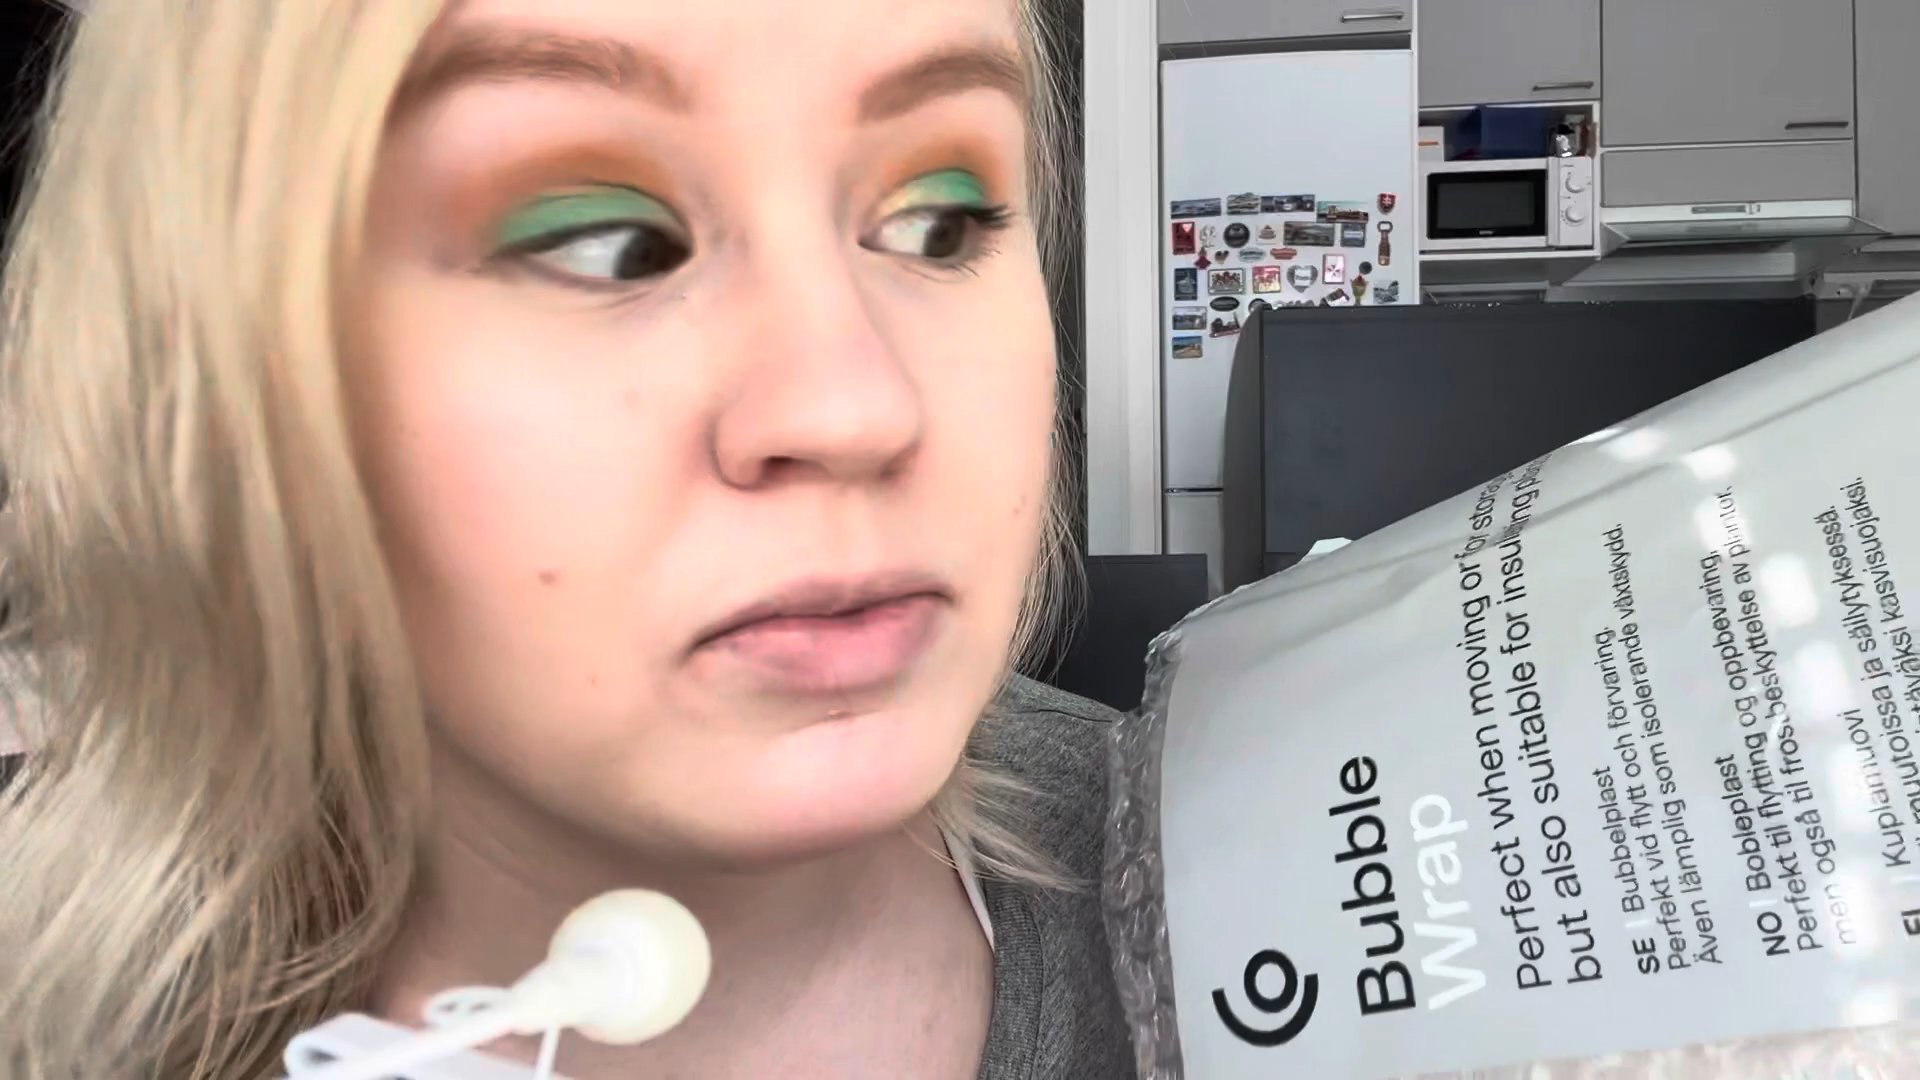 Bubble
Wrap
Perfect when moving or for storage
but also suitable for insulating
SE | Bubbelplast
Perfekt vid flytt och förvaring.
Även lämplig som isolerande växtskydd.
NO | Bobleplast
Perfekt til flytting og oppbevaring,
men også til frostbeskyttelse av planter.
FI | Kuplamuovi
muutoissa ja säilytyksessä.
kasvisuojaksi.